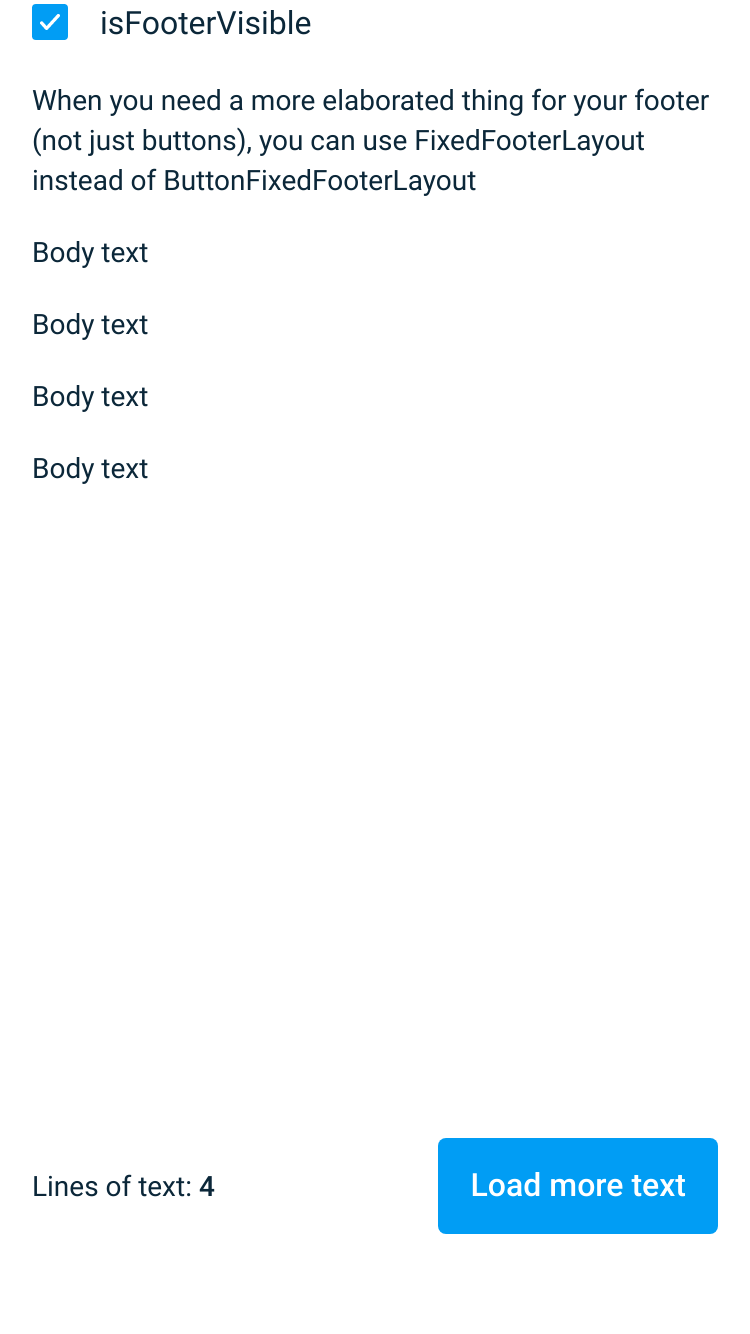 isFooterVisible
When you need a more elaborated thing for your footer
(not just buttons), you can use FixedFooterLayout
instead of ButtonFixedFooterLayout
Body text
Body text
Body text
Body text
Lines of text: 4
Load more text